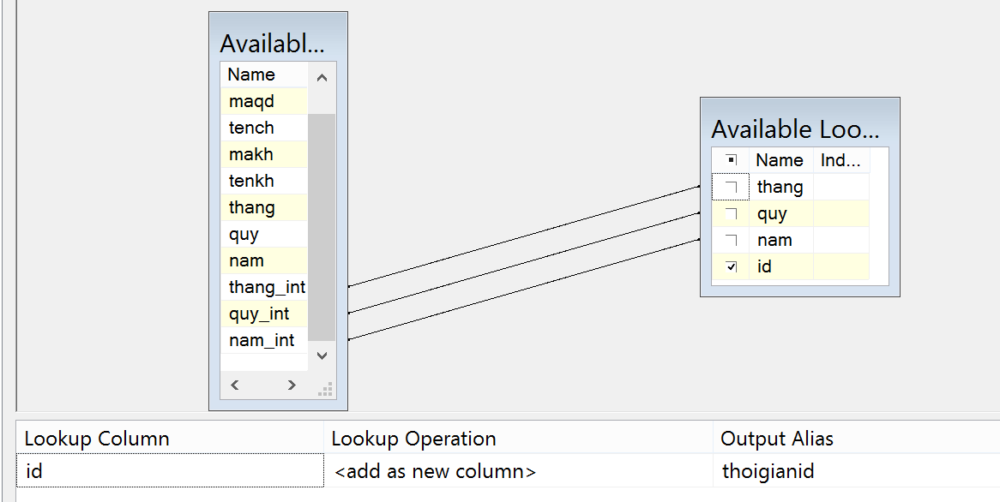 Availabl...
Name
maqd
tench
makh
tenkh
thang
quy
nam
thang_int
quy_int
nam_int
Available Loo...
Name Ind...
thang
quy
nam
id
Lookup Column Lookup Operation Output Alias
id <add as new column> thoigianid